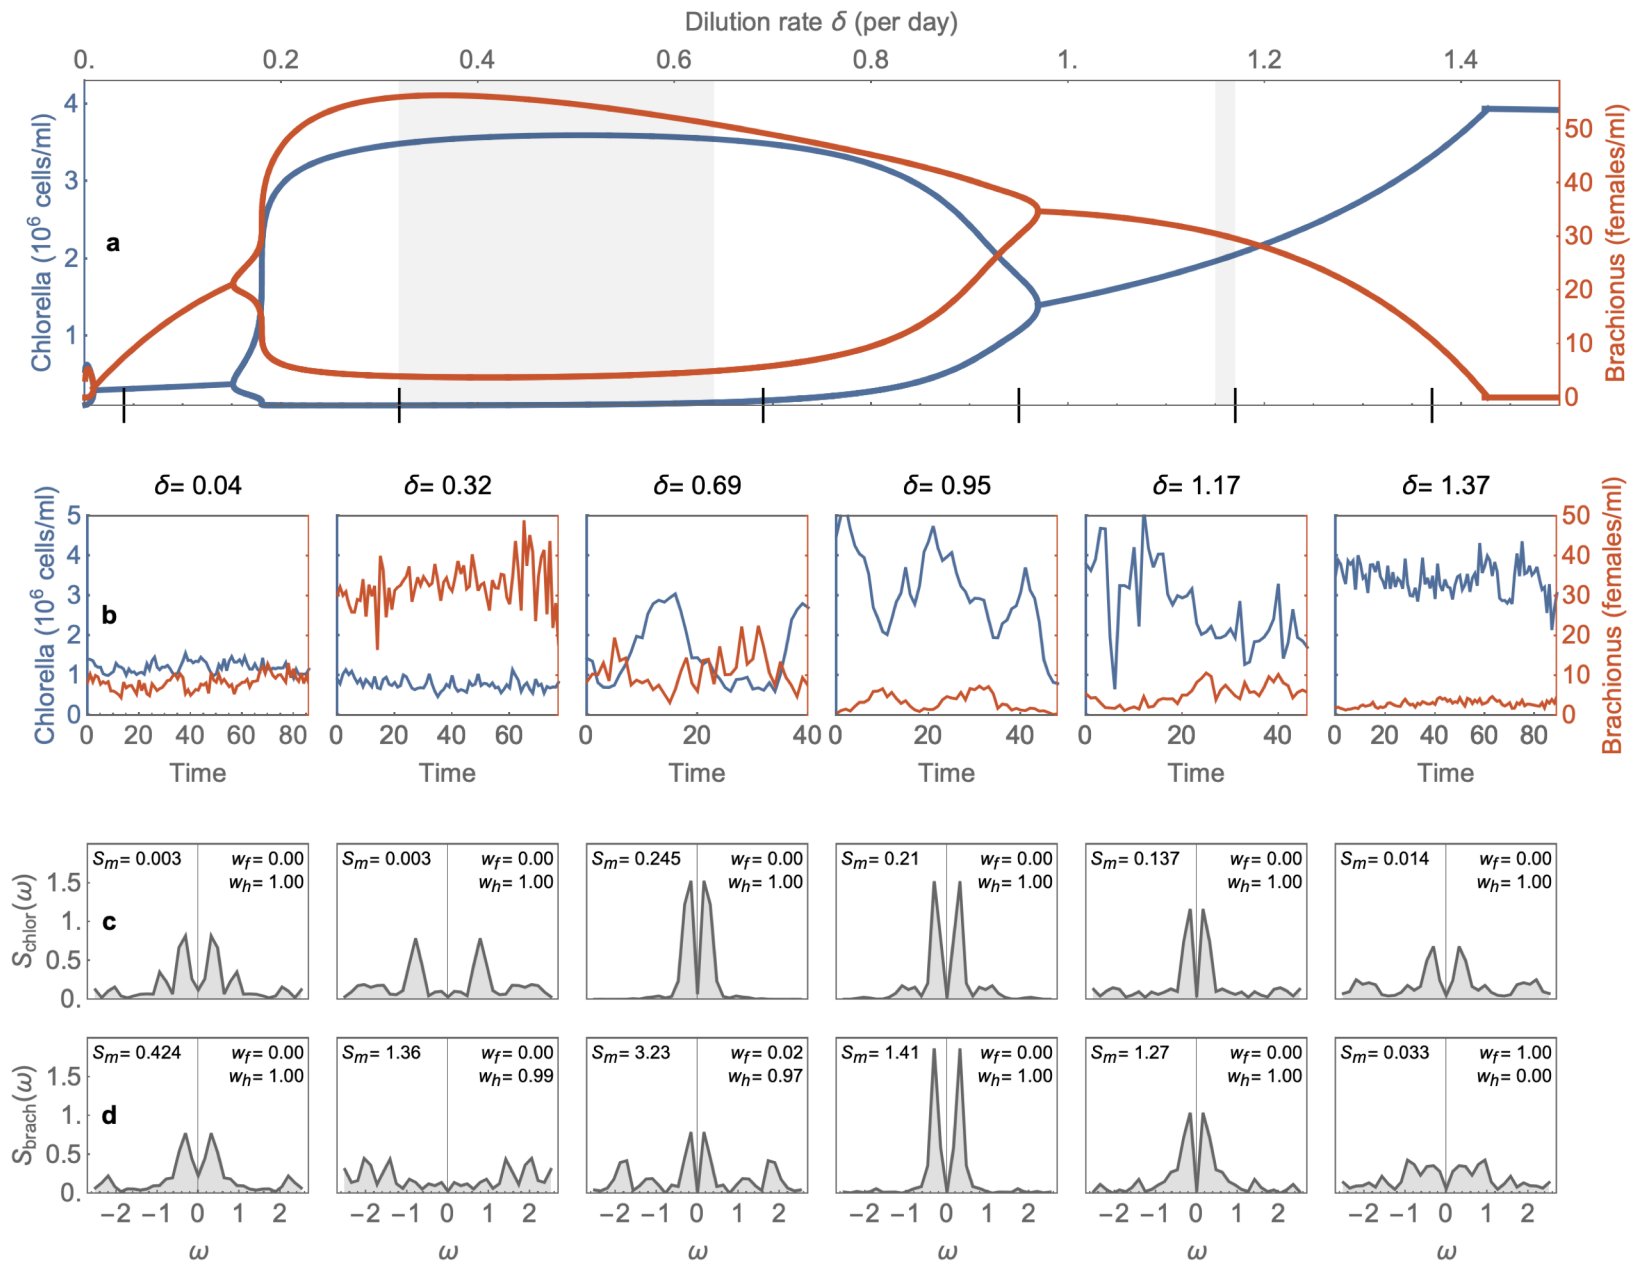 Dilution rate δ (per day)
0. 0.2 0.4 0.6 0.8 1. 1.2 1.4
Chlorella (10⁶ cells/ml)
4
3
2
1
a
Brachionus (females/ml)
50
40
30
20
10
0
δ= 0.04 δ= 0.32 δ= 0.69 δ= 0.95 δ= 1.17 δ= 1.37
Chlorella (10⁶ cells/ml)
5
4
3
2
1
0
b
Brachionus (females/ml)
50
40
30
20
10
0
0 20 40 60 80 0 20 40 60 0 20 40 0 20 40 0 20 40 0 20 40 60 80
Time Time Time Time Time Time
S_chlor(ω)
1.5
1.
0.5
0.
c
S_m= 0.003 w_f= 0.00
w_h= 1.00
S_m= 0.003 w_f= 0.00
w_h= 1.00
S_m= 0.245 w_f= 0.00
w_h= 1.00
S_m= 0.21 w_f= 0.00
w_h= 1.00
S_m= 0.137 w_f= 0.00
w_h= 1.00
S_m= 0.014 w_f= 0.00
w_h= 1.00
S_brach(ω)
1.5
1.
0.5
0.
d
S_m= 0.424 w_f= 0.00
w_h= 1.00
S_m= 1.36 w_f= 0.00
w_h= 0.99
S_m= 3.23 w_f= 0.02
w_h= 0.97
S_m= 1.41 w_f= 0.00
w_h= 1.00
S_m= 1.27 w_f= 0.00
w_h= 1.00
S_m= 0.033 w_f= 1.00
w_h= 0.00
−2 −1 0 1 2 −2 −1 0 1 2 −2 −1 0 1 2 −2 −1 0 1 2 −2 −1 0 1 2 −2 −1 0 1 2
ω ω ω ω ω ω